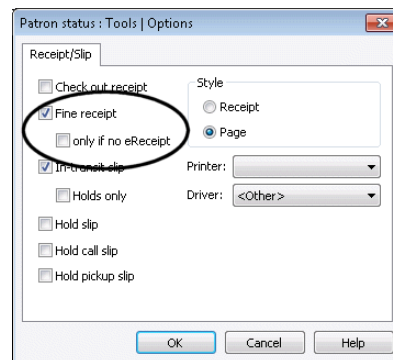 Patron status : Tools | Options
Receipt/Slip
Check out receipt
Fine receipt
only if no eReceipt
In-transit slip
Holds only
Hold slip
Hold call slip
Hold pickup slip
Style
Receipt
Page
Printer:
Driver: <Other>
OK Cancel Help